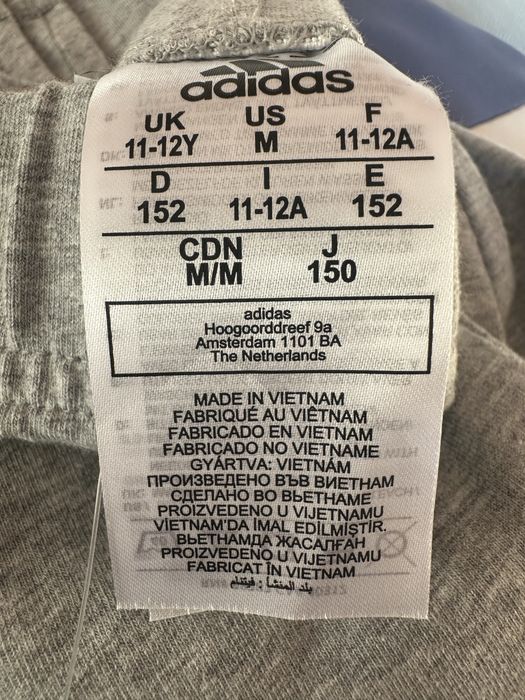 adidas
UK US F
11-12Y M 11-12A
D I E
152 11-12A 152
CDN J
M/M 150
adidas
Hoogoorddreef 9a
Amsterdam 1101 BA
The Netherlands
MADE IN VIETNAM
FABRIQUÉ AU VIÊTNAM
FABRICADO EN VIETNAM
FABRICADO NO VIETNAME
GYÁRTVA: VIETNÁM
ПРОИЗВЕДЕНО ВЪВ ВИЕТНАМ
СДЕЛАНО ВО ВЬЕТНАМЕ
PROIZVEDENO U VIJETNAMU
VIETNAM'DA İMAL EDİLMİŞTİR.
ВЬЕТНАМДА ЖАСАЛҒАН
PROIZVEDENO U VIJETNAMU
FABRICAT ÎN VIETNAM
بلد المنشأ : فيتنام